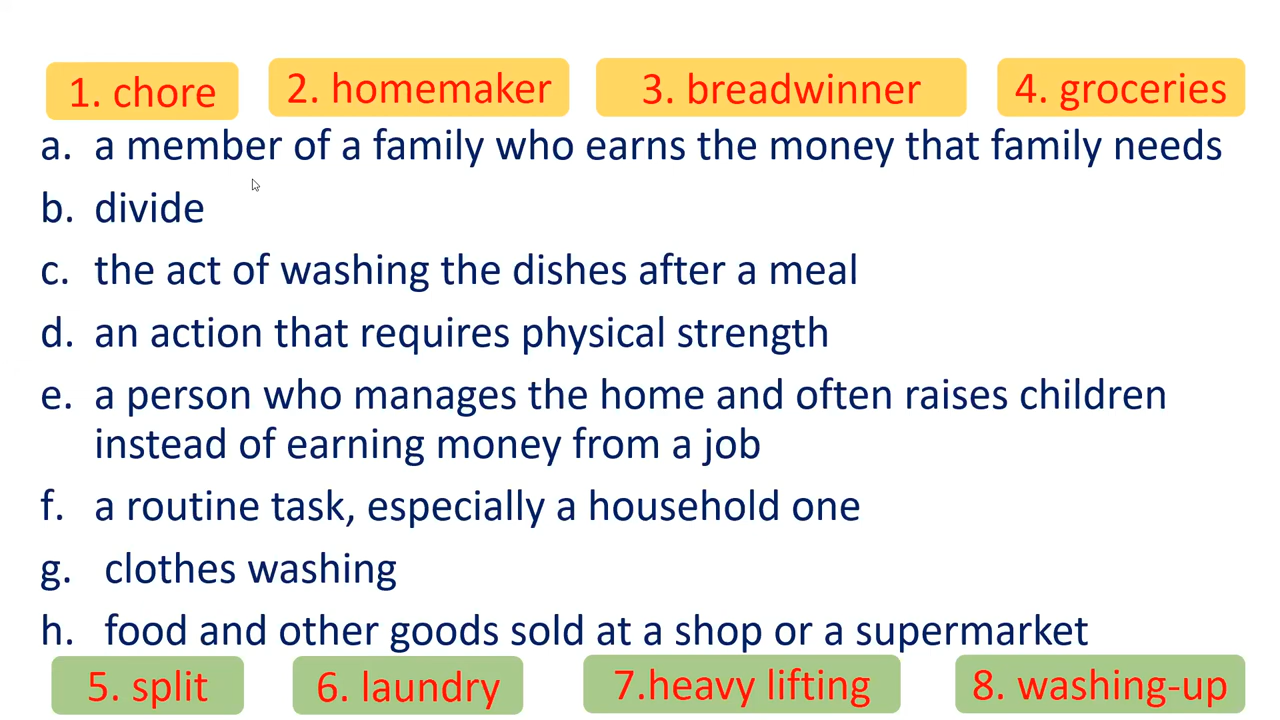 1. chore 2. homemaker 3. breadwinner 4. groceries
a. a member of a family who earns the money that family needs
b. divide
c. the act of washing the dishes after a meal
d. an action that requires physical strength
e. a person who manages the home and often raises children
instead of earning money from a job
f. a routine task, especially a household one
g. clothes washing
h. food and other goods sold at a shop or a supermarket
5. split 6. laundry 7.heavy lifting 8. washing-up